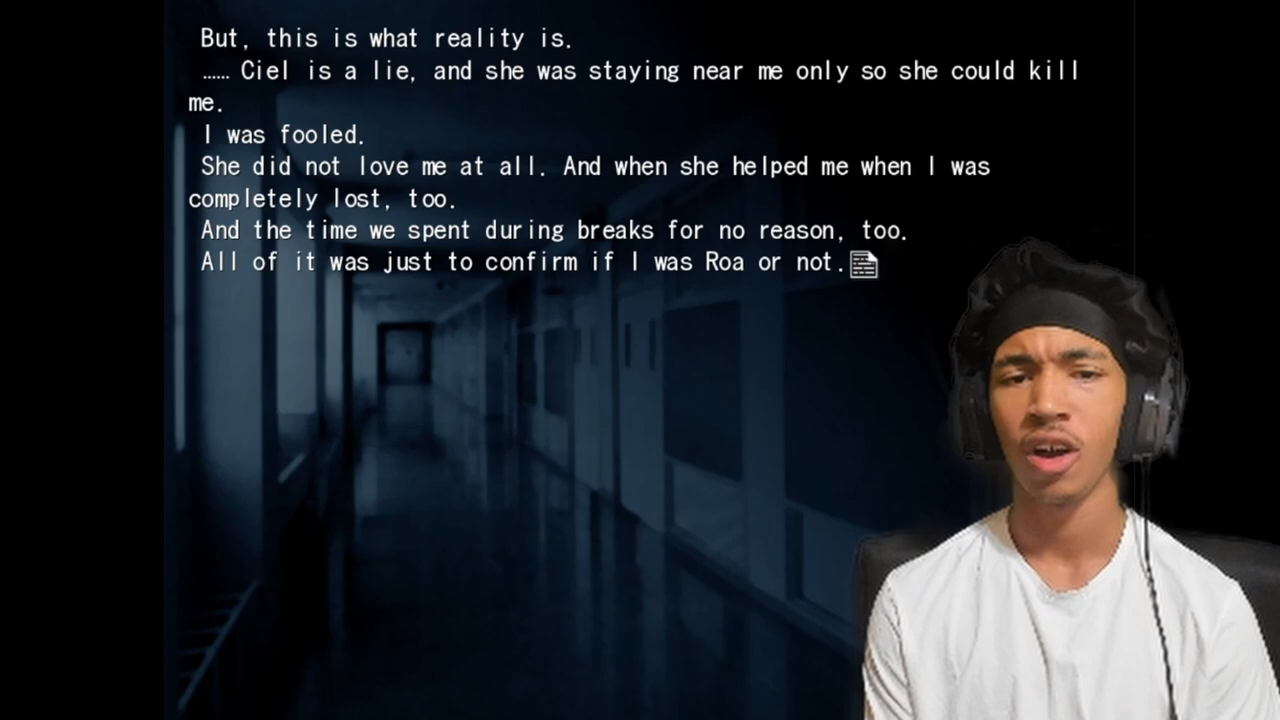 But, this is what reality is.
…… Ciel is a lie, and she was staying near me only so she could kill
me.
I was fooled.
She did not love me at all. And when she helped me when I was
completely lost, too.
And the time we spent during breaks for no reason, too.
All of it was just to confirm if I was Roa or not.